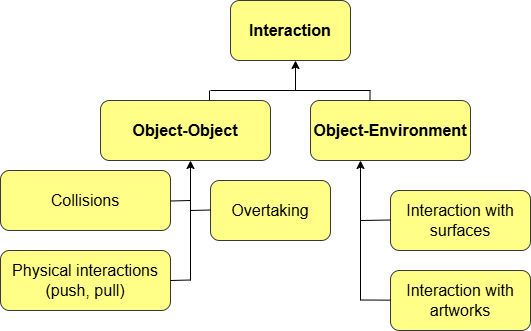 Interaction
Object-Object
Object-Environment
Collisions
Overtaking
Interaction with
surfaces
Physical interactions
(push, pull)
Interaction with
artworks